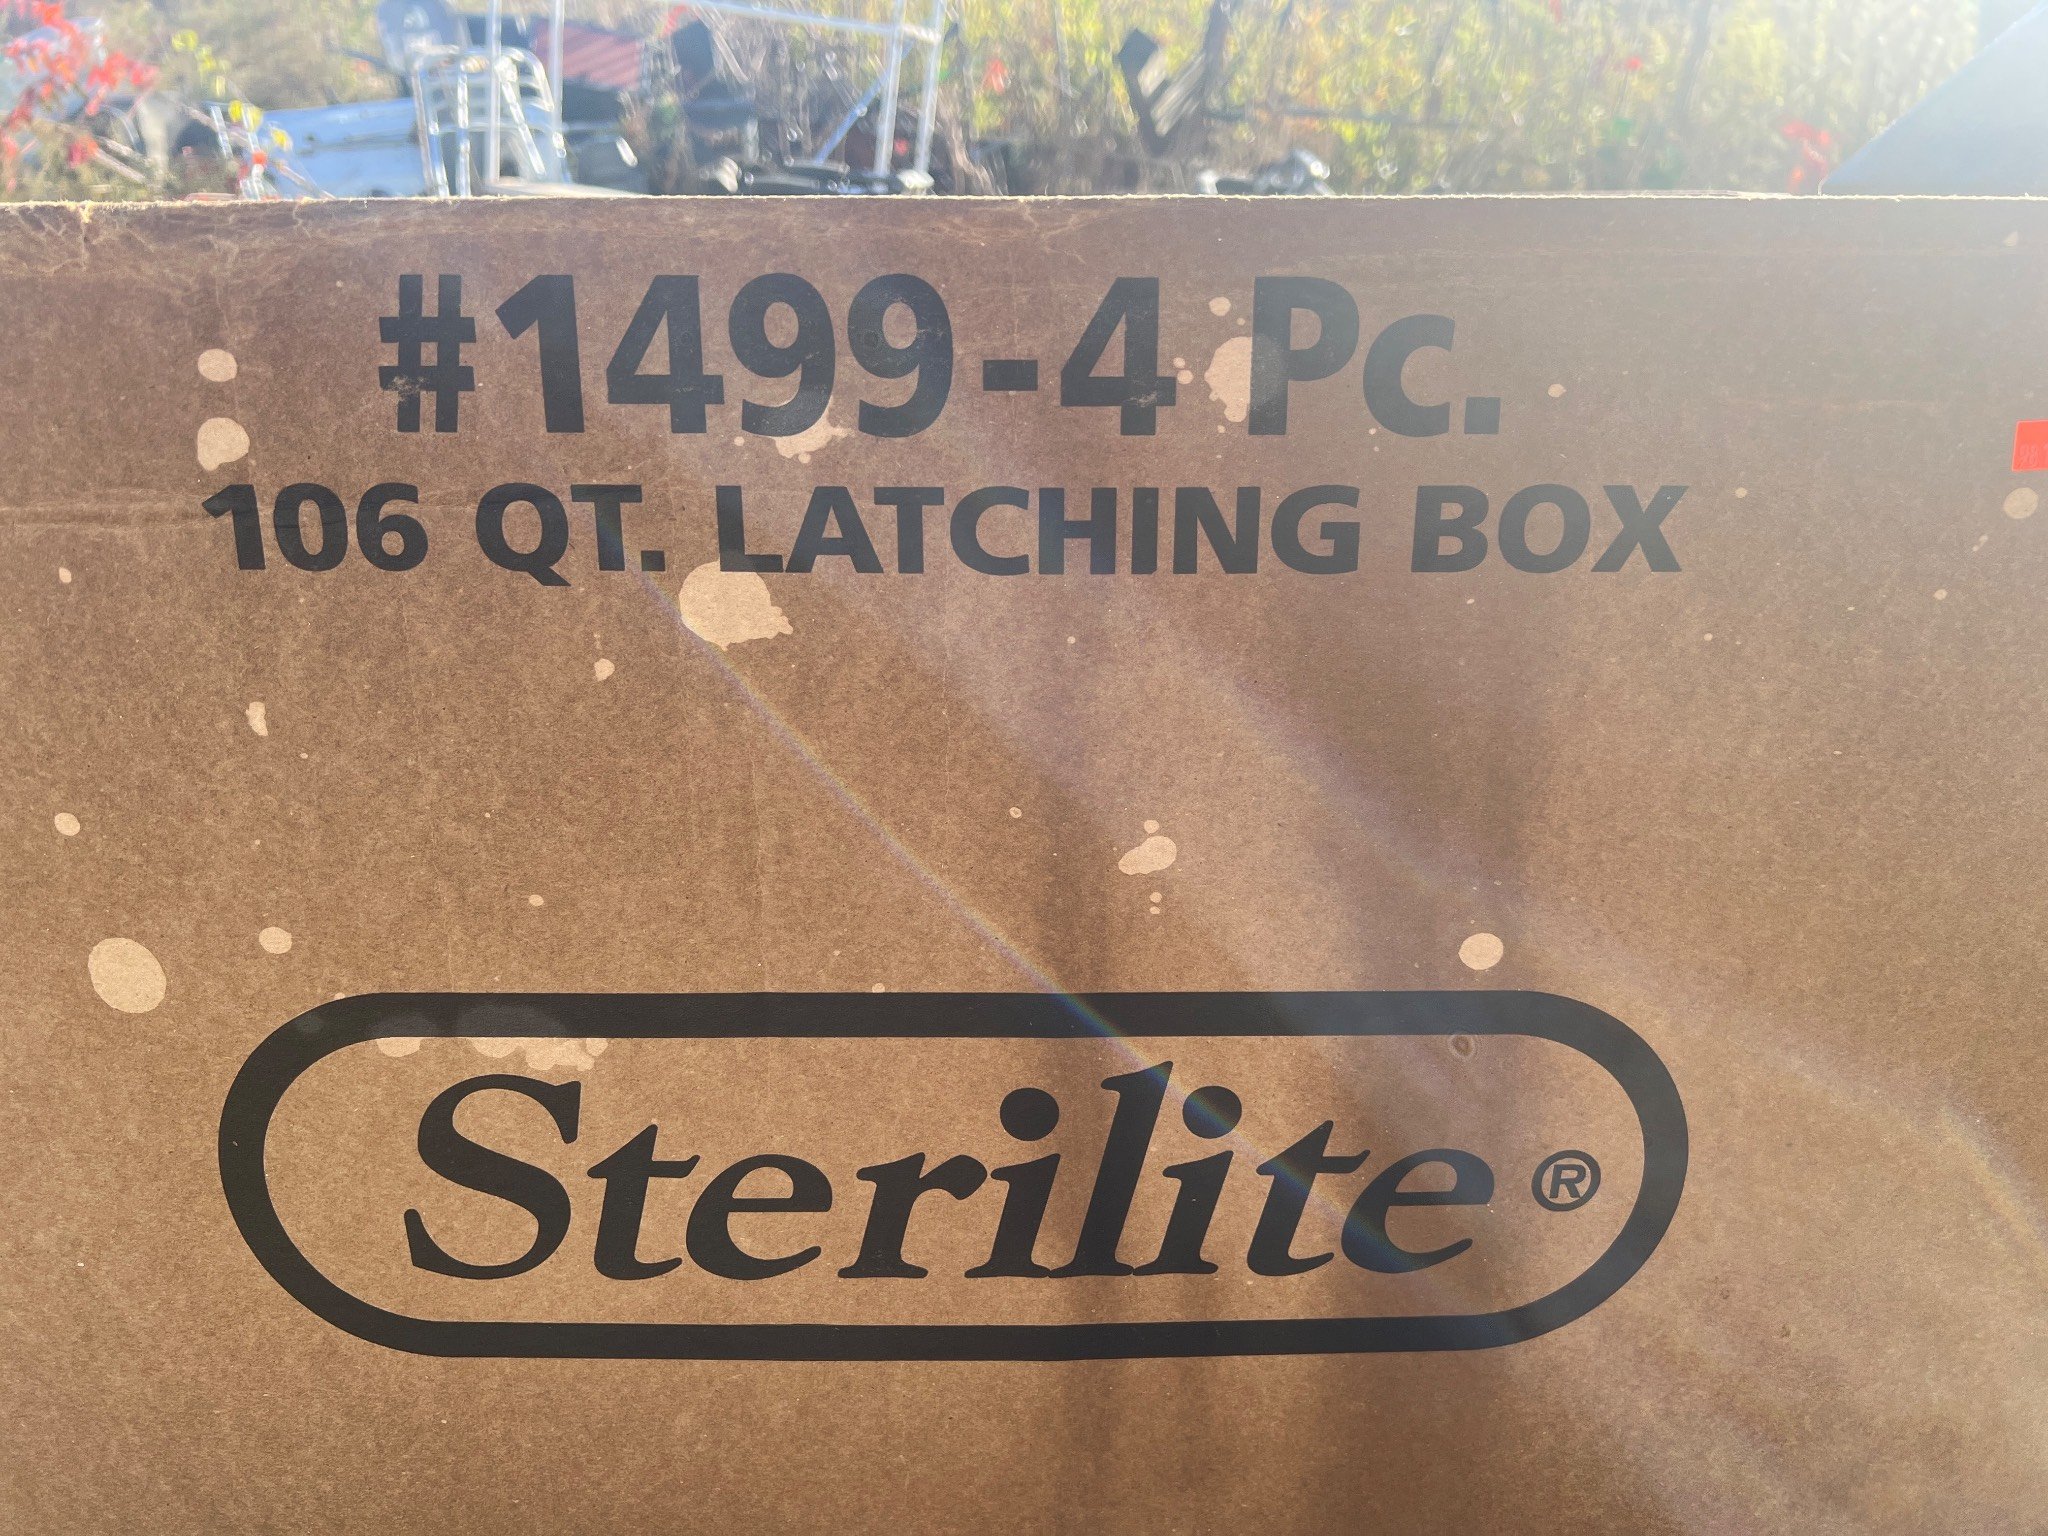 #1499-4 Pc.
106 QT. LATCHING BOX
Sterilite®